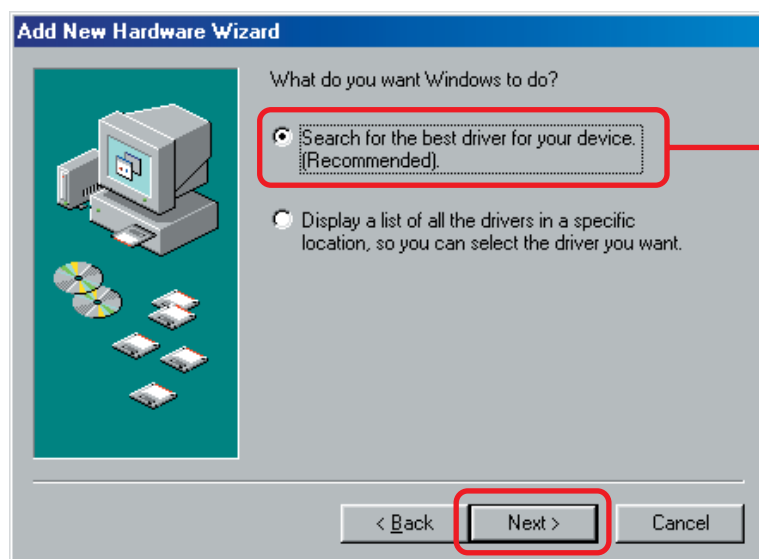 Add New Hardware Wizard
What do you want Windows to do?
Search for the best driver for your device.
(Recommended).
Display a list of all the drivers in a specific
location, so you can select the driver you want.
< Back
Next >
Cancel